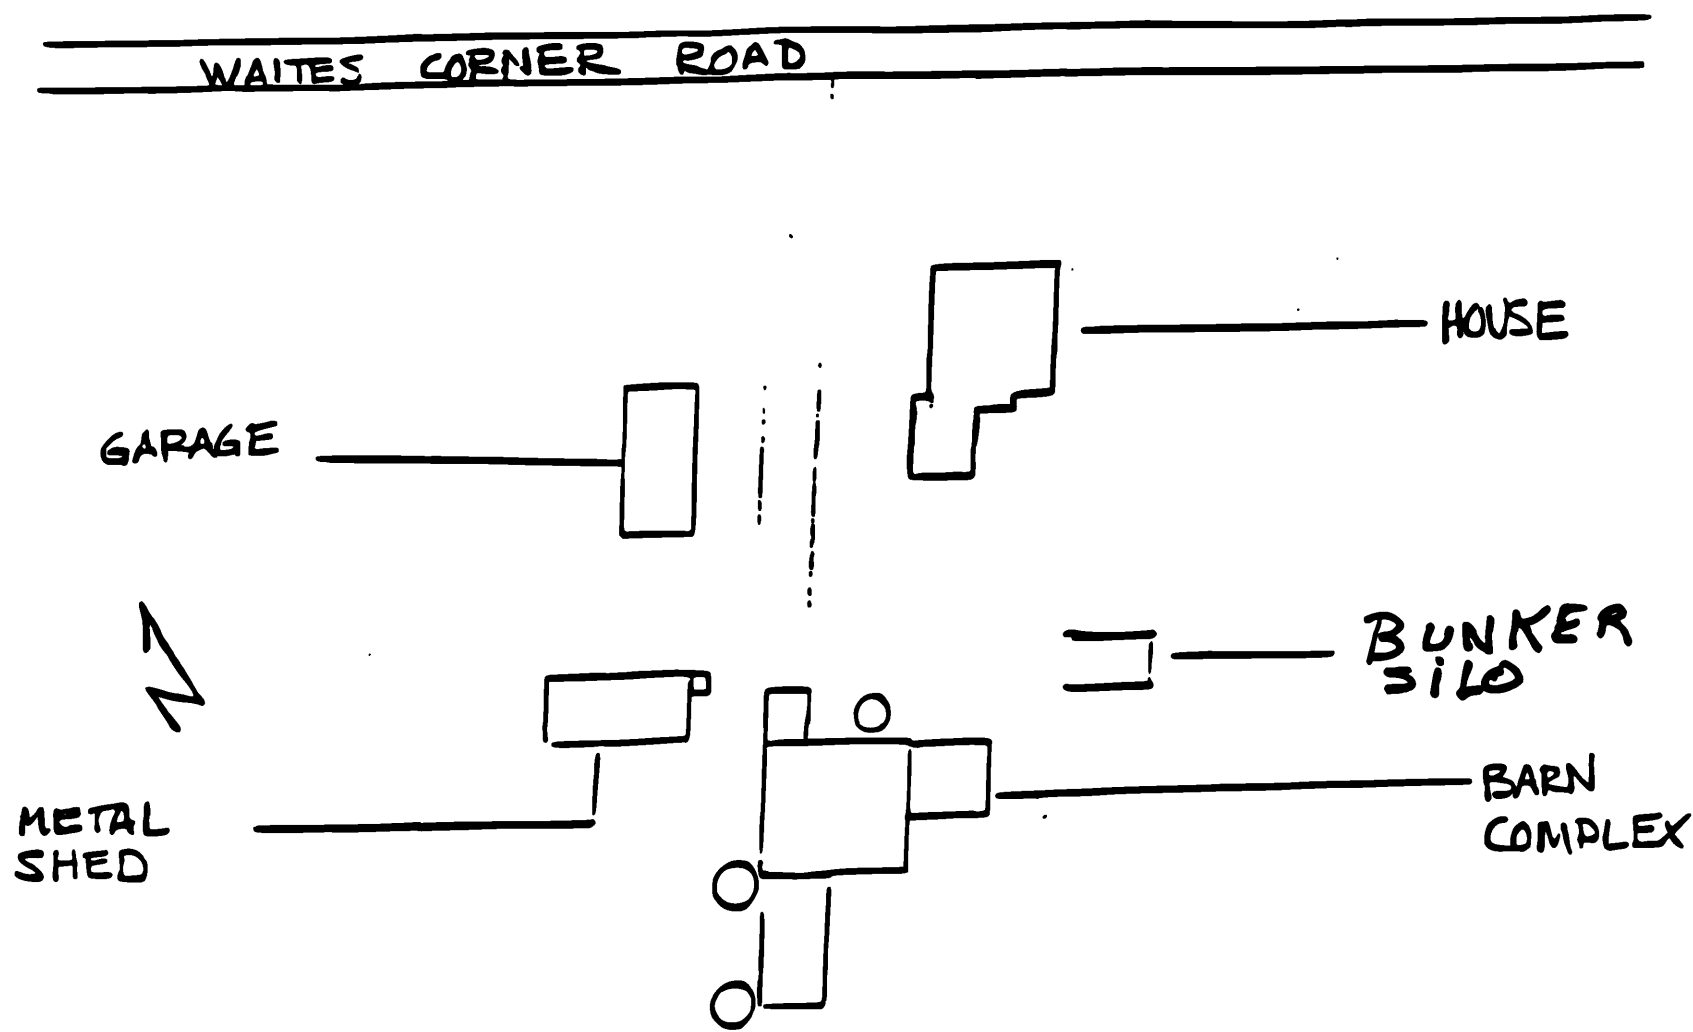 WAITES CORNER ROAD
HOUSE
GARAGE
BUNKER
SILO
BARN
COMPLEX
METAL
SHED